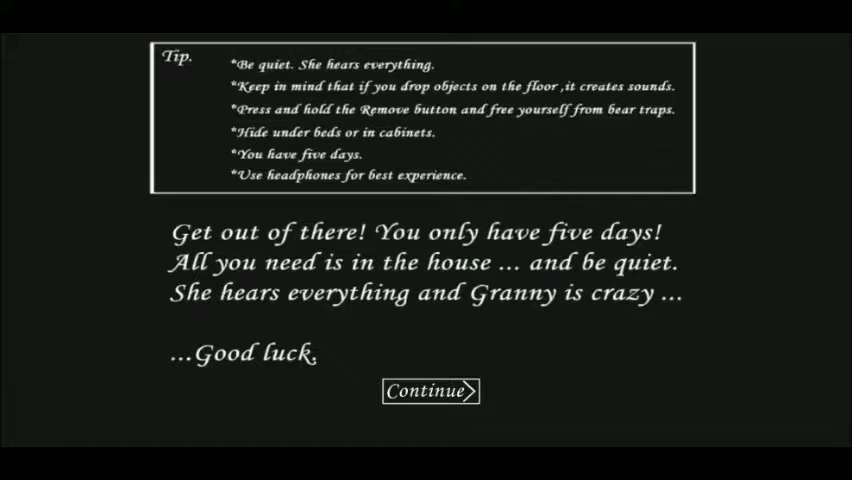 Tip.
*Be quiet. She hears everything.
*Keep in mind that if you drop objects on the floor ,it creates sounds.
*Press and hold the Remove button and free yourself from bear traps.
*Hide under beds or in cabinets.
*You have five days.
*Use headphones for best experience.
Get out of there! You only have five days!
All you need is in the house ... and be quiet.
She hears everything and Granny is crazy ...
...Good luck.
Continue>